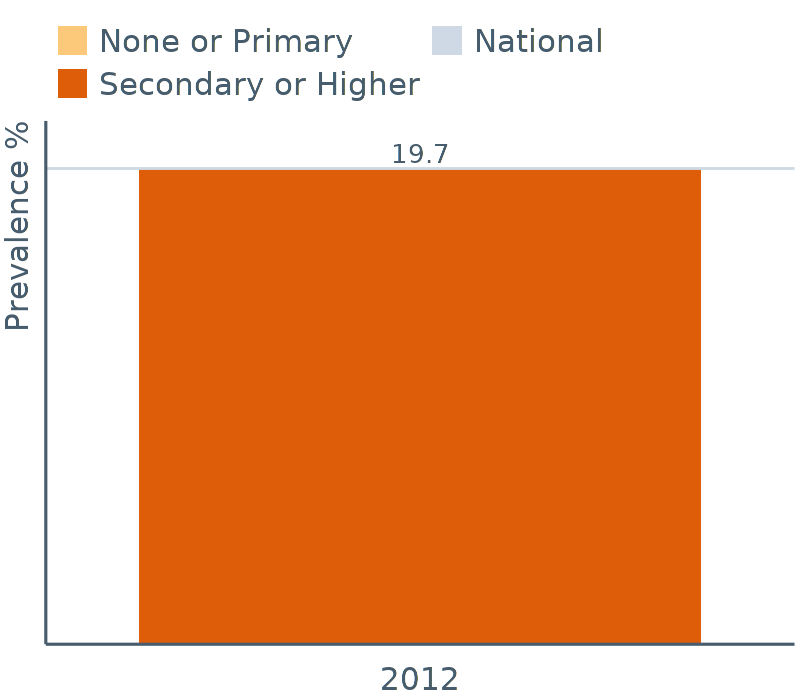 None or Primary
National
Secondary or Higher
Prevalence %
19.7
2012